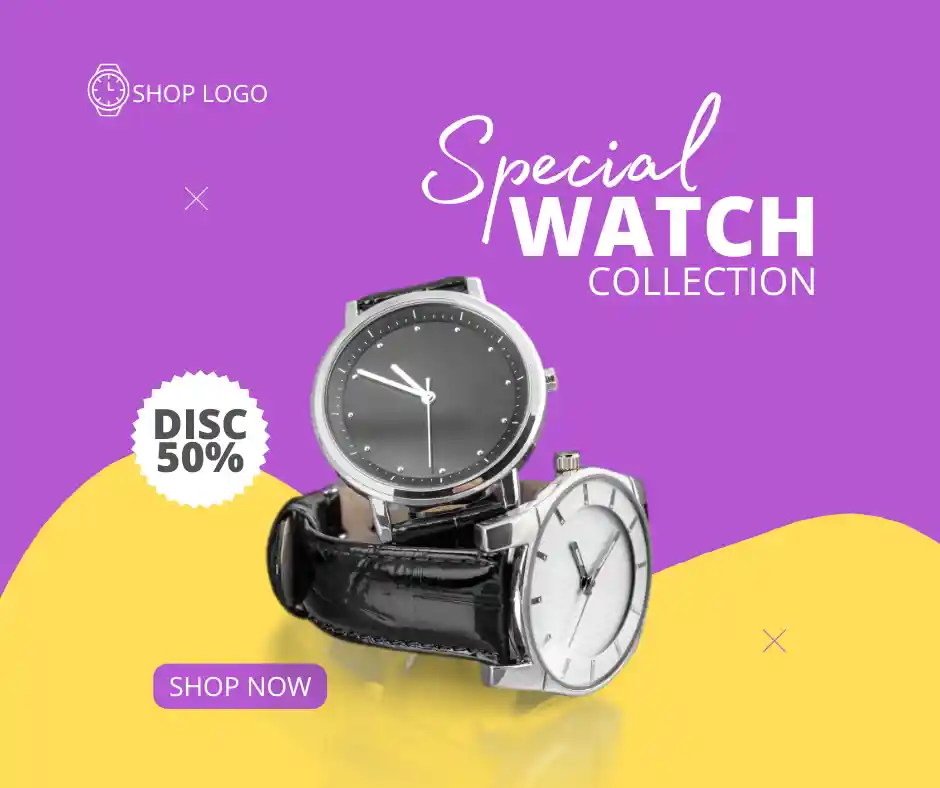 SHOP LOGO
Special
WATCH
COLLECTION
DISC
50%
SHOP NOW